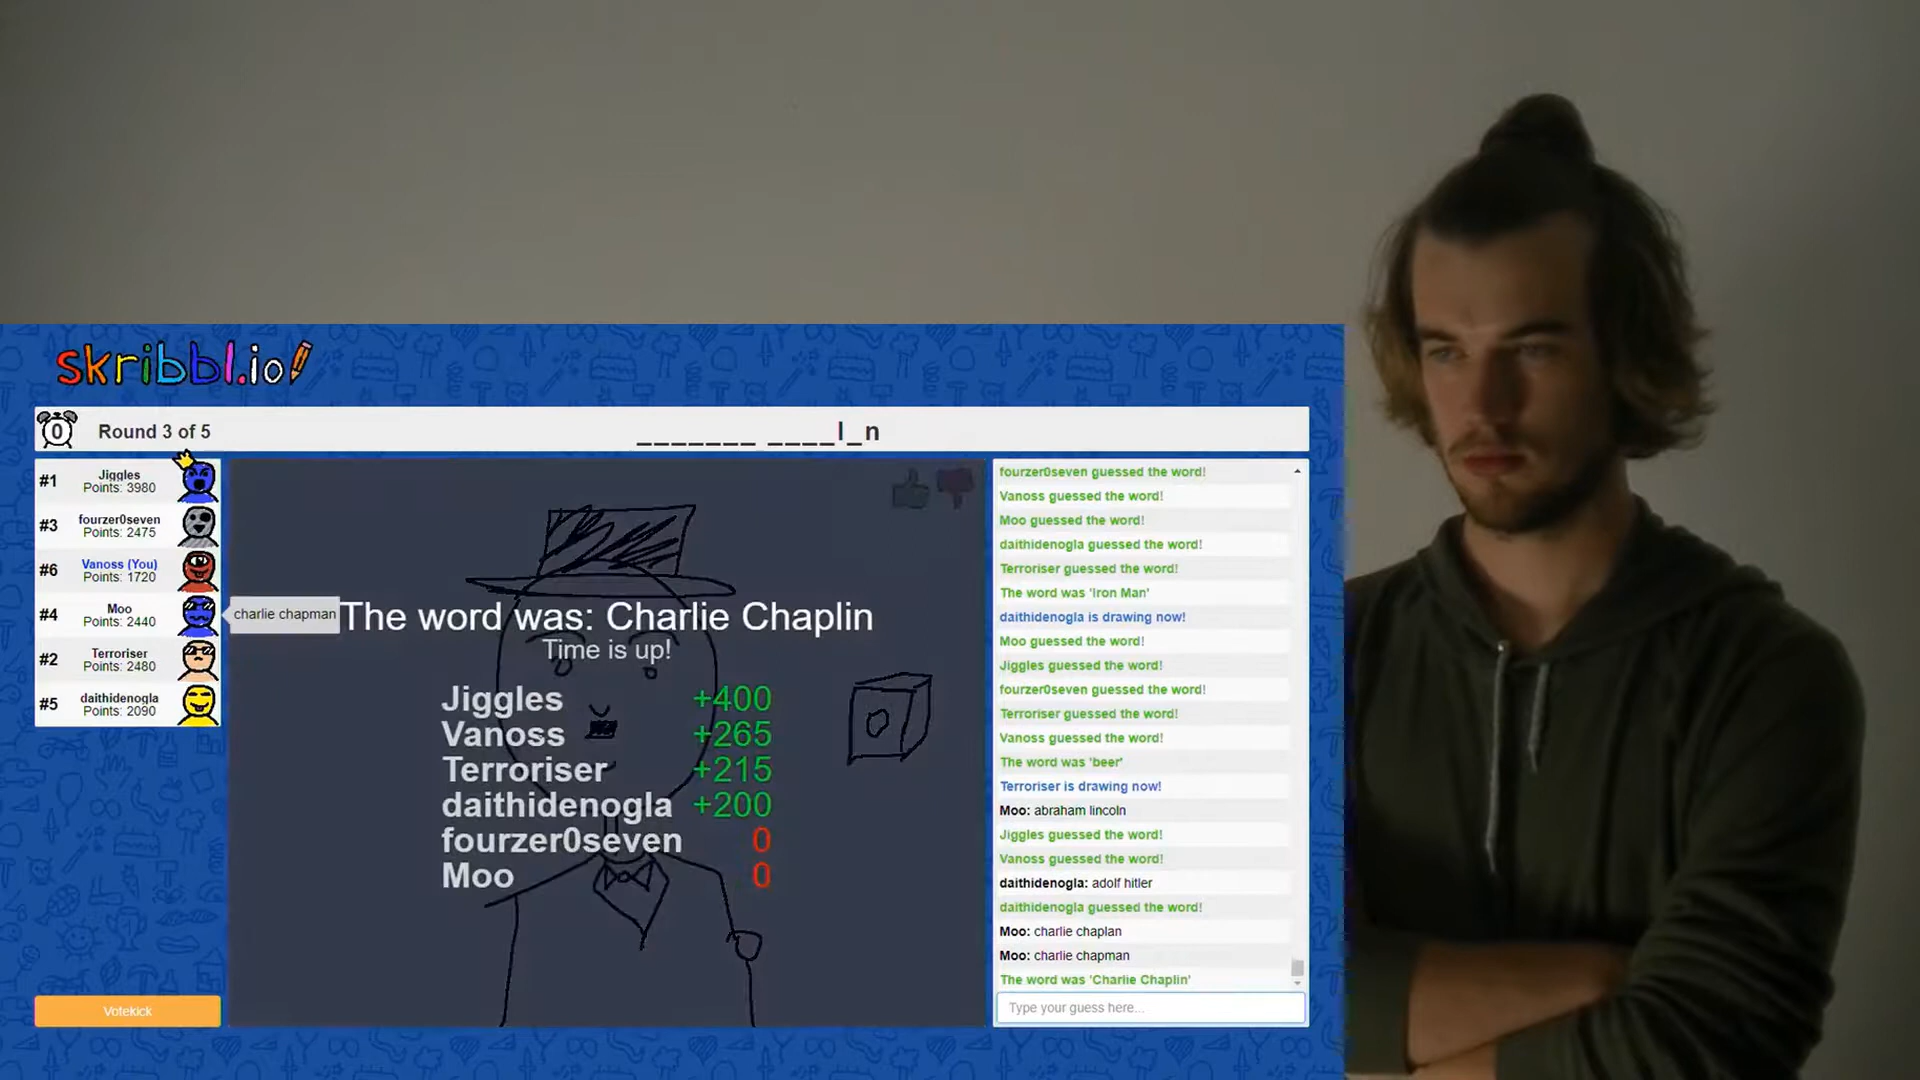 skribbl.io
0
Round 3 of 5
_______ ____l_n
#1
Jiggles
Points: 3980
#3
fourzer0seven
Points: 2475
#6
Vanoss (You)
Points: 1720
#4
Moo
Points: 2440
#2
Terroriser
Points: 2480
#5
daithidenogla
Points: 2090
charlie chapman
The word was: Charlie Chaplin
Time is up!
Jiggles +400
Vanoss +265
Terroriser +215
daithidenogla +200
fourzer0seven 0
Moo 0
fourzer0seven guessed the word!
Vanoss guessed the word!
Moo guessed the word!
daithidenogla guessed the word!
Terroriser guessed the word!
The word was 'Iron Man'
daithidenogla is drawing now!
Moo guessed the word!
Jiggles guessed the word!
fourzer0seven guessed the word!
Terroriser guessed the word!
Vanoss guessed the word!
The word was 'beer'
Terroriser is drawing now!
Moo: abraham lincoln
Jiggles guessed the word!
Vanoss guessed the word!
daithidenogla: adolf hitler
daithidenogla guessed the word!
Moo: charlie chaplan
Moo: charlie chapman
The word was 'Charlie Chaplin'
Type your guess here...
Votekick